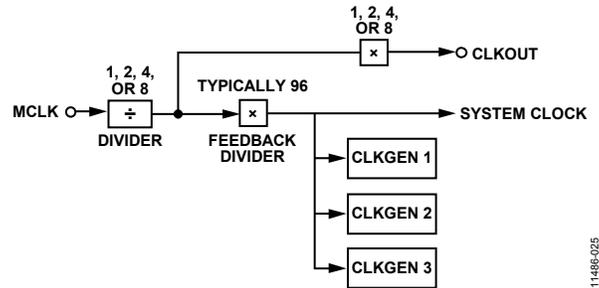 1, 2, 4,
OR 8
×
CLKOUT
1, 2, 4,
OR 8
TYPICALLY 96
MCLK
÷
×
SYSTEM CLOCK
DIVIDER
FEEDBACK
DIVIDER
CLKGEN 1
CLKGEN 2
CLKGEN 3
11486-025